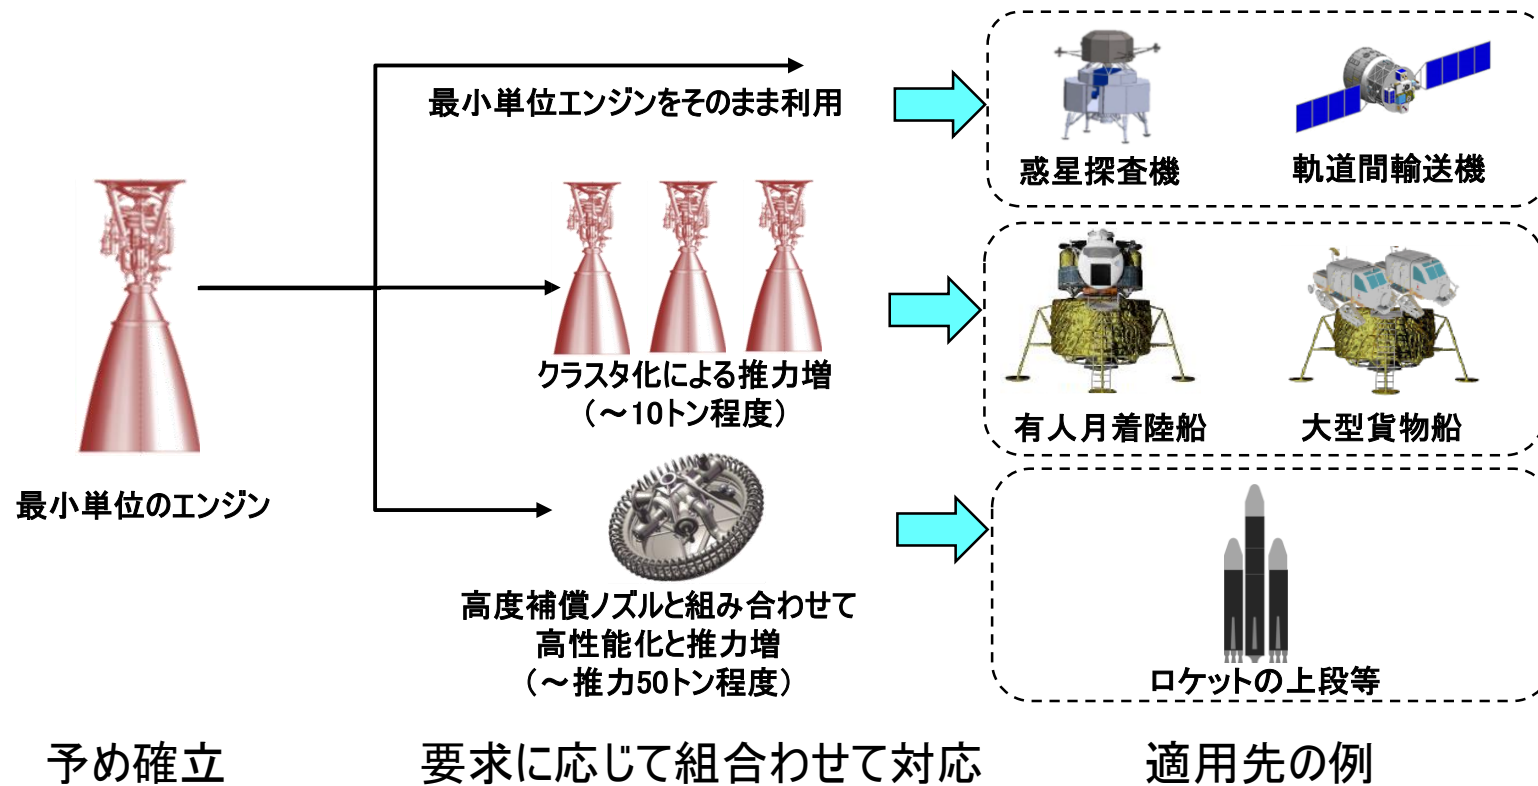 最小単位エンジンをそのまま利用
惑星探査機
軌道間輸送機
クラスタ化による推力増
（～10トン程度）
有人月着陸船
大型貨物船
最小単位のエンジン
高度補償ノズルと組み合わせて
高性能化と推力増
（～推力50トン程度）
ロケットの上段等
予め確立
要求に応じて組合わせて対応
適用先の例